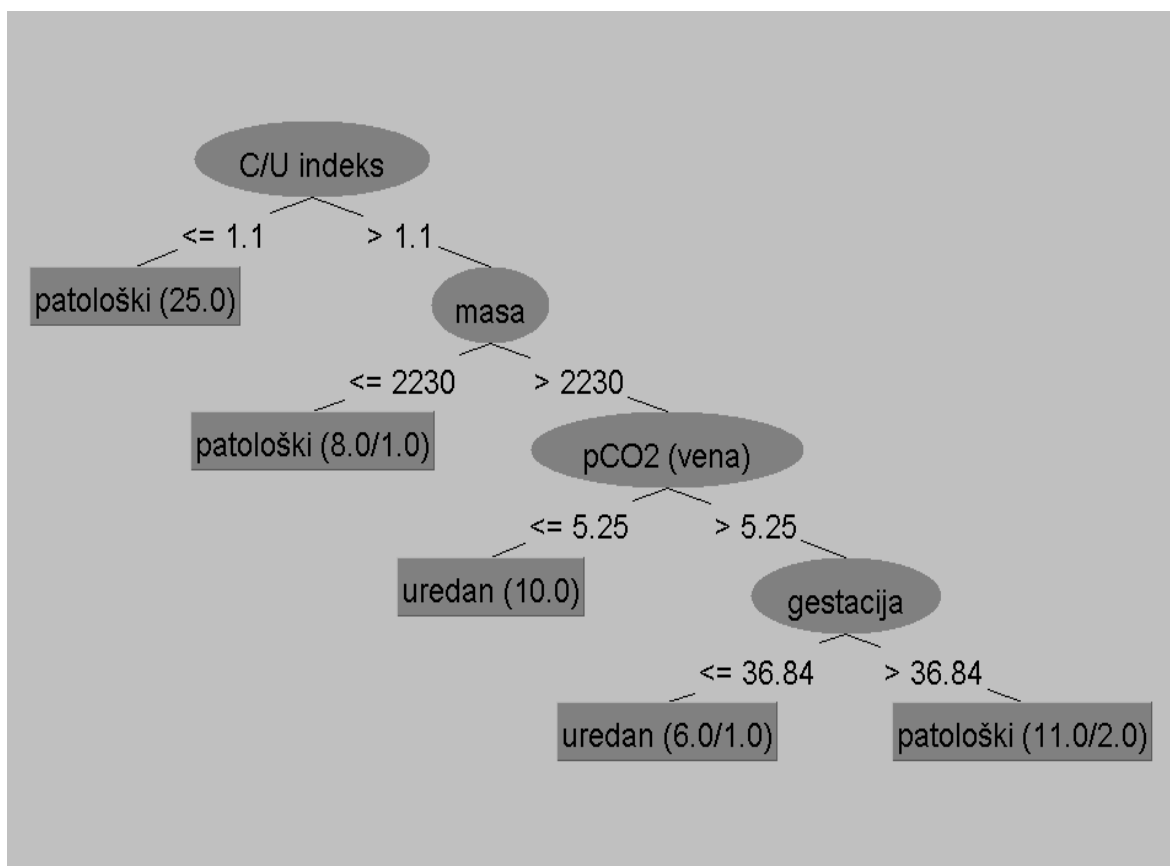 C/U indeks
<= 1.1
> 1.1
patološki (25.0)
masa
<= 2230
> 2230
patološki (8.0/1.0)
pCO2 (vena)
<= 5.25
> 5.25
uredan (10.0)
gestacija
<= 36.84
> 36.84
uredan (6.0/1.0)
patološki (11.0/2.0)